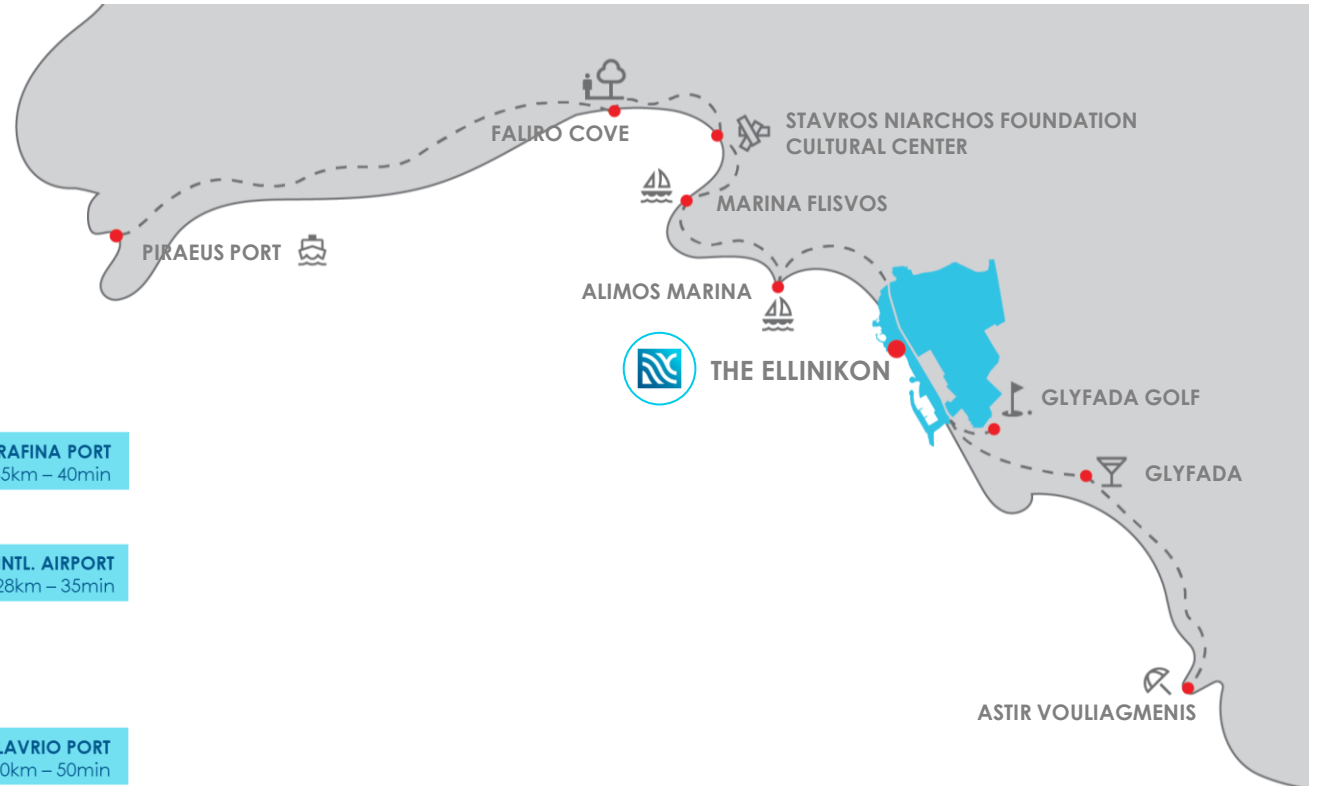 FALIRO COVE
STAVROS NIARCHOS FOUNDATION
CULTURAL CENTER
MARINA FLISVOS
PIRAEUS PORT
ALIMOS MARINA
THE ELLINIKON
GLYFADA GOLF
RAFINA PORT
5km – 40min
GLYFADA
INTL. AIRPORT
28km – 35min
ASTIR VOULIAGMENIS
LAVRIO PORT
0km – 50min